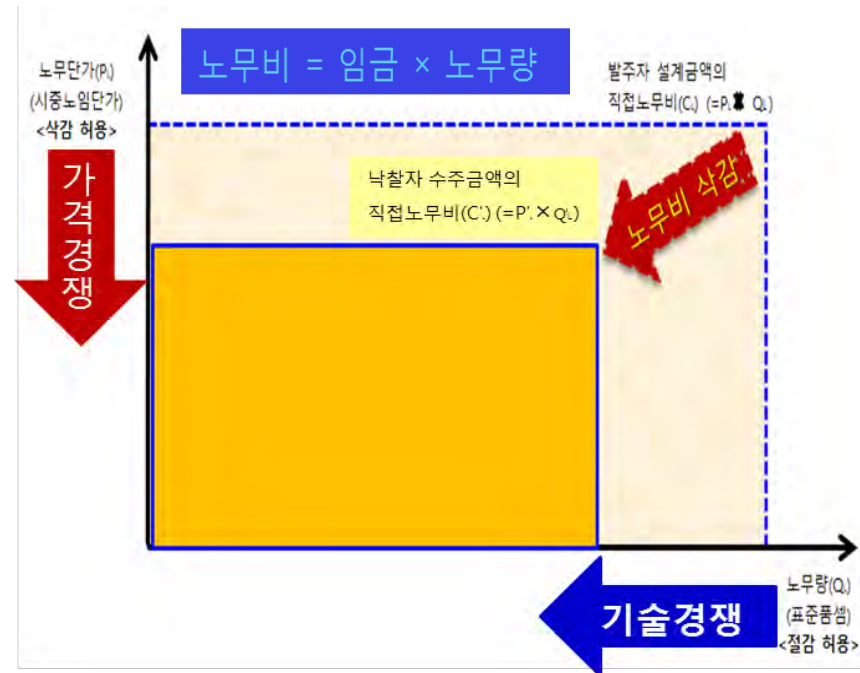 노무비 = 임금 × 노무량
노무단가(P.)
(시중노임단가)
<삭감 허용>
발주자 설계금액의
직접노무비(C.) (=P. ✖ Q.)
가격경쟁
낙찰자 수주금액의
직접노무비(C'.) (=P'.×Q'.)
노무비 삭감
기술경쟁
노무량(Q.)
(표준품셈)
<절감 허용>